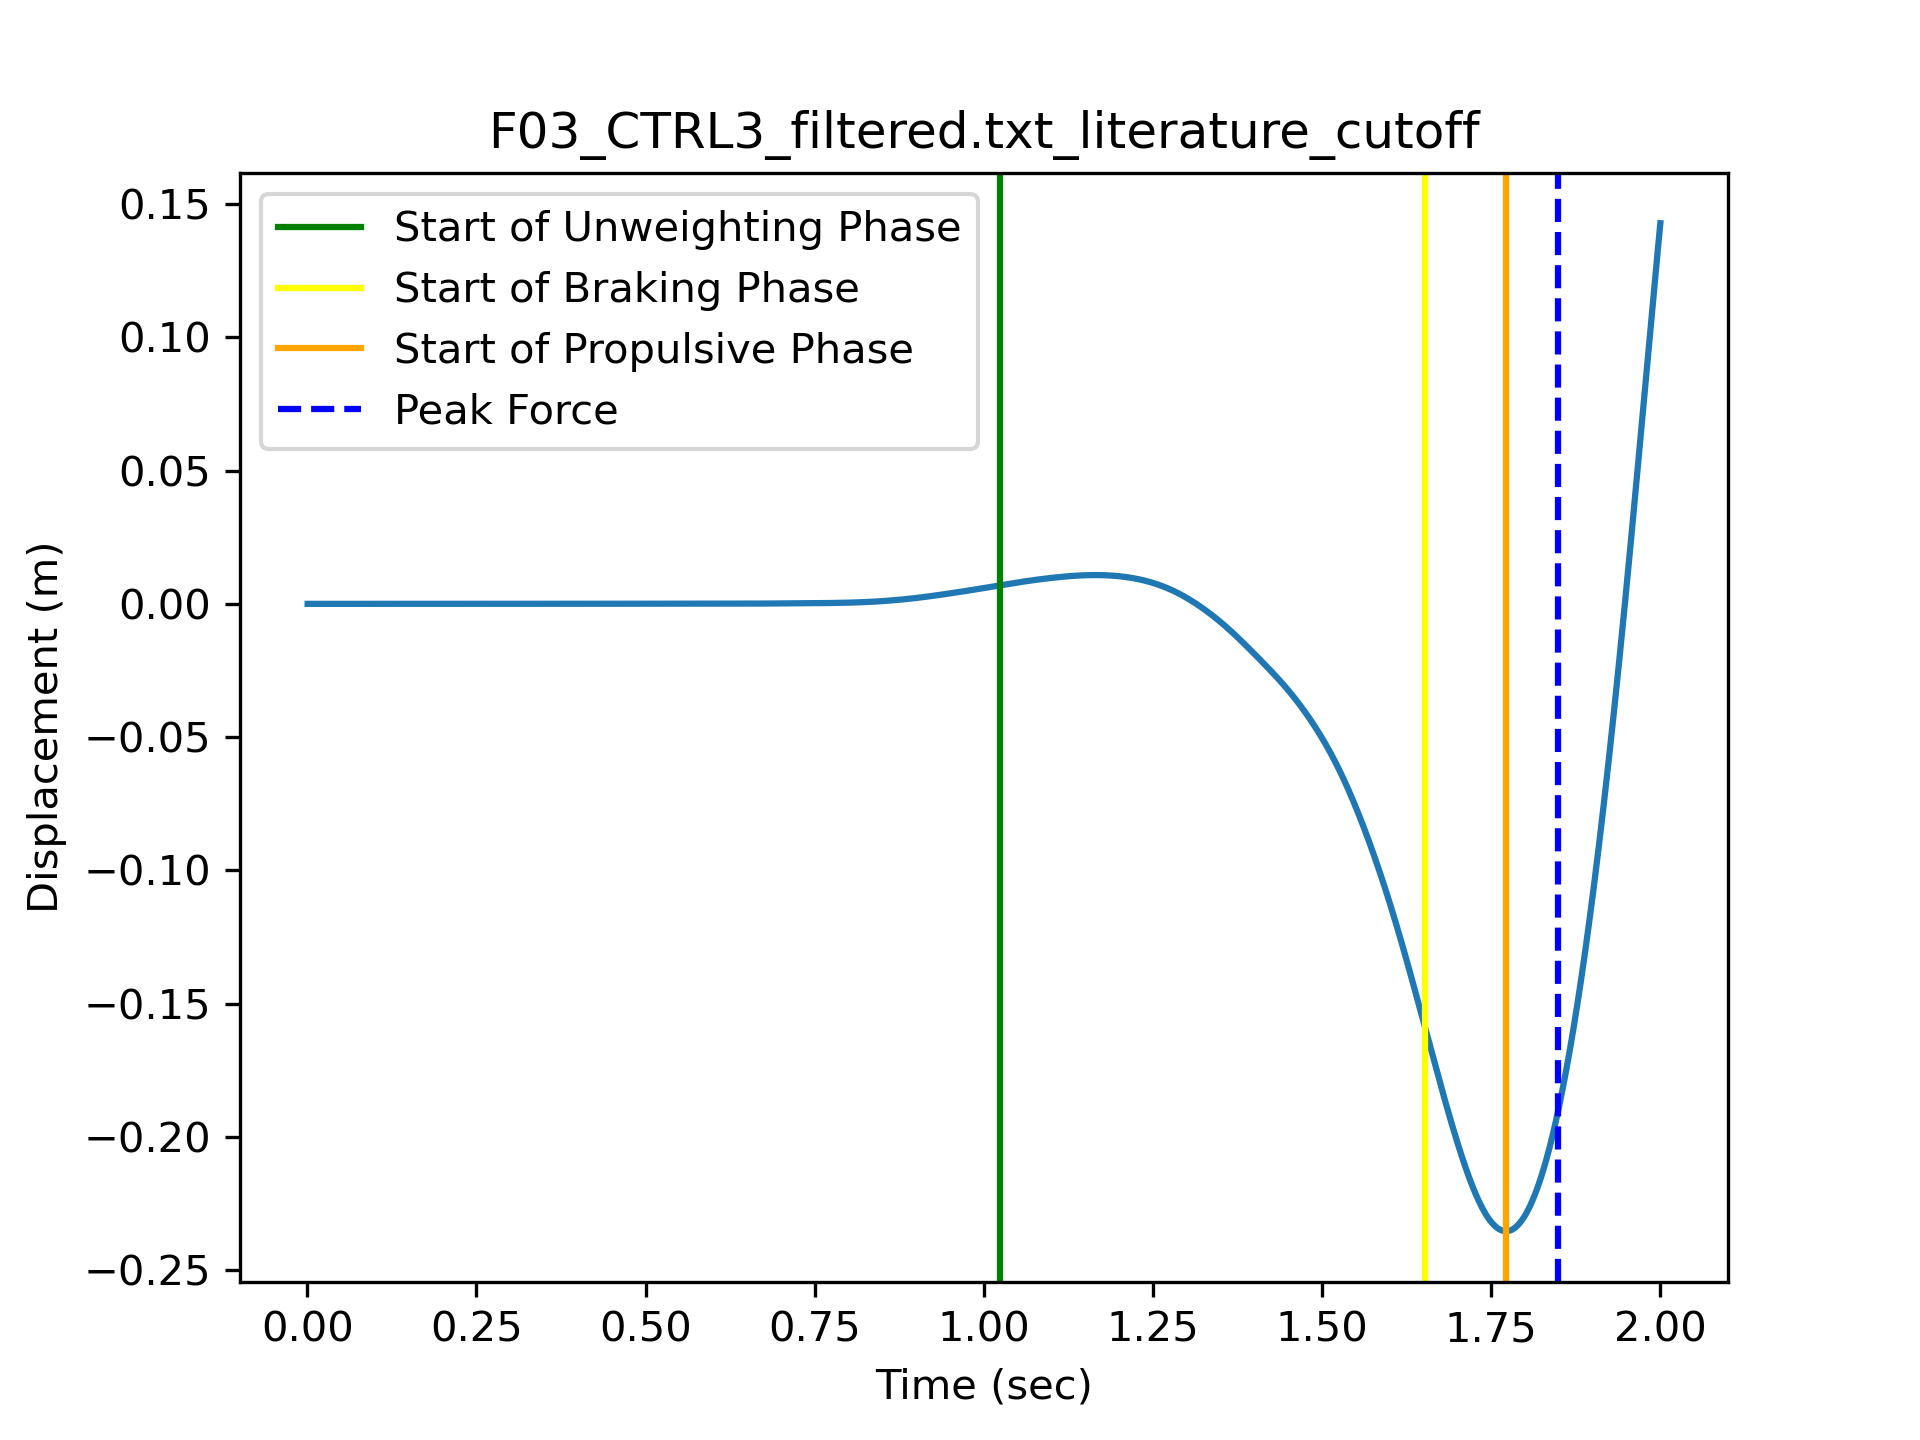 F03_CTRL3_filtered.txt_literature_cutoff
Start of Unweighting Phase
Start of Braking Phase
Start of Propulsive Phase
Peak Force
0.15
0.10
0.05
0.00
−0.05
−0.10
−0.15
−0.20
−0.25
Displacement (m)
0.00 0.25 0.50 0.75 1.00 1.25 1.50 1.75 2.00
Time (sec)